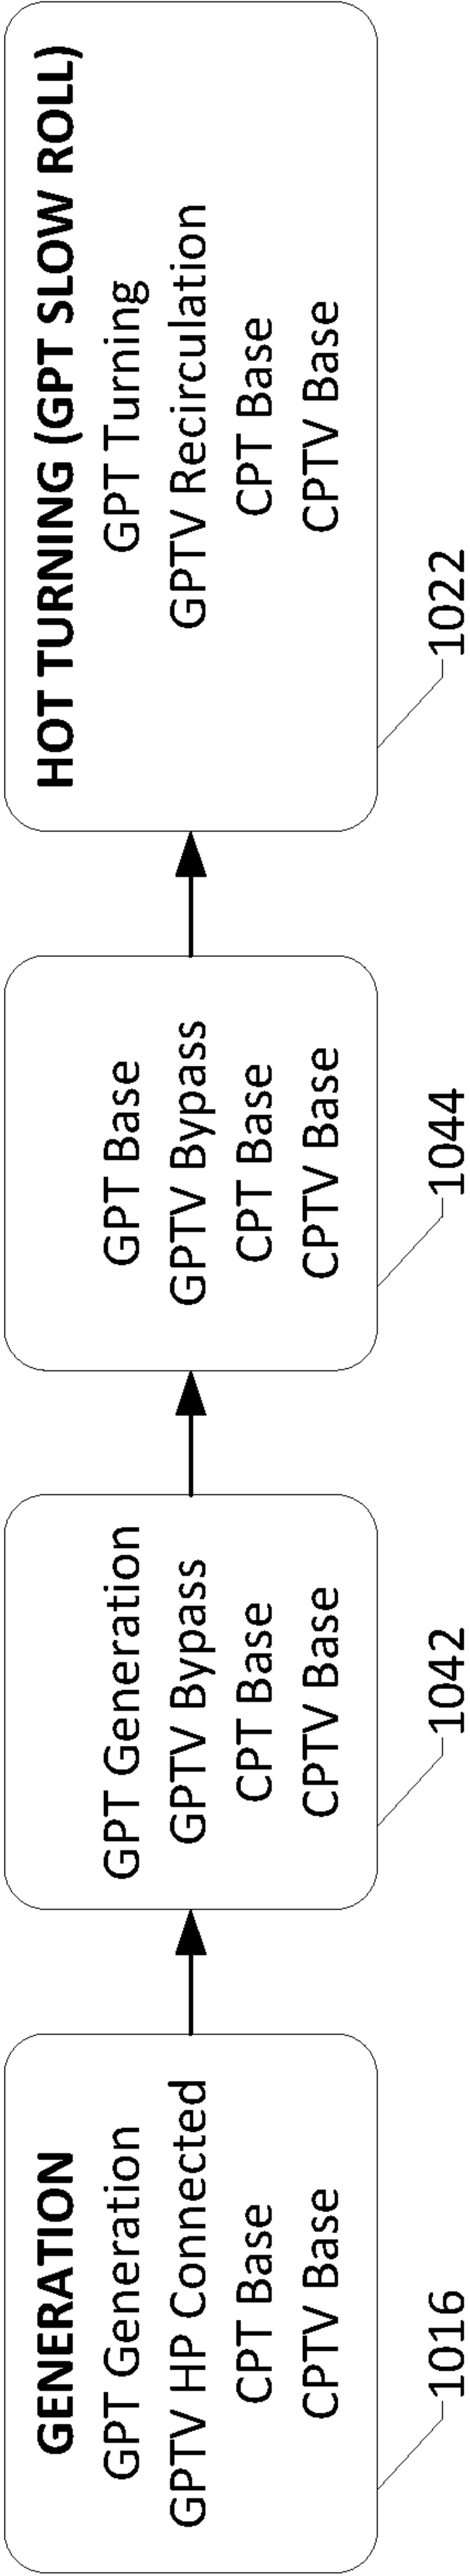 GENERATION
GPT Generation
GPTV HP Connected
CPT Base
CPTV Base
1016
GPT Generation
GPTV Bypass
CPT Base
CPTV Base
1042
GPT Base
GPTV Bypass
CPT Base
CPTV Base
1044
HOT TURNING (GPT SLOW ROLL)
GPT Turning
GPTV Recirculation
CPT Base
CPTV Base
1022